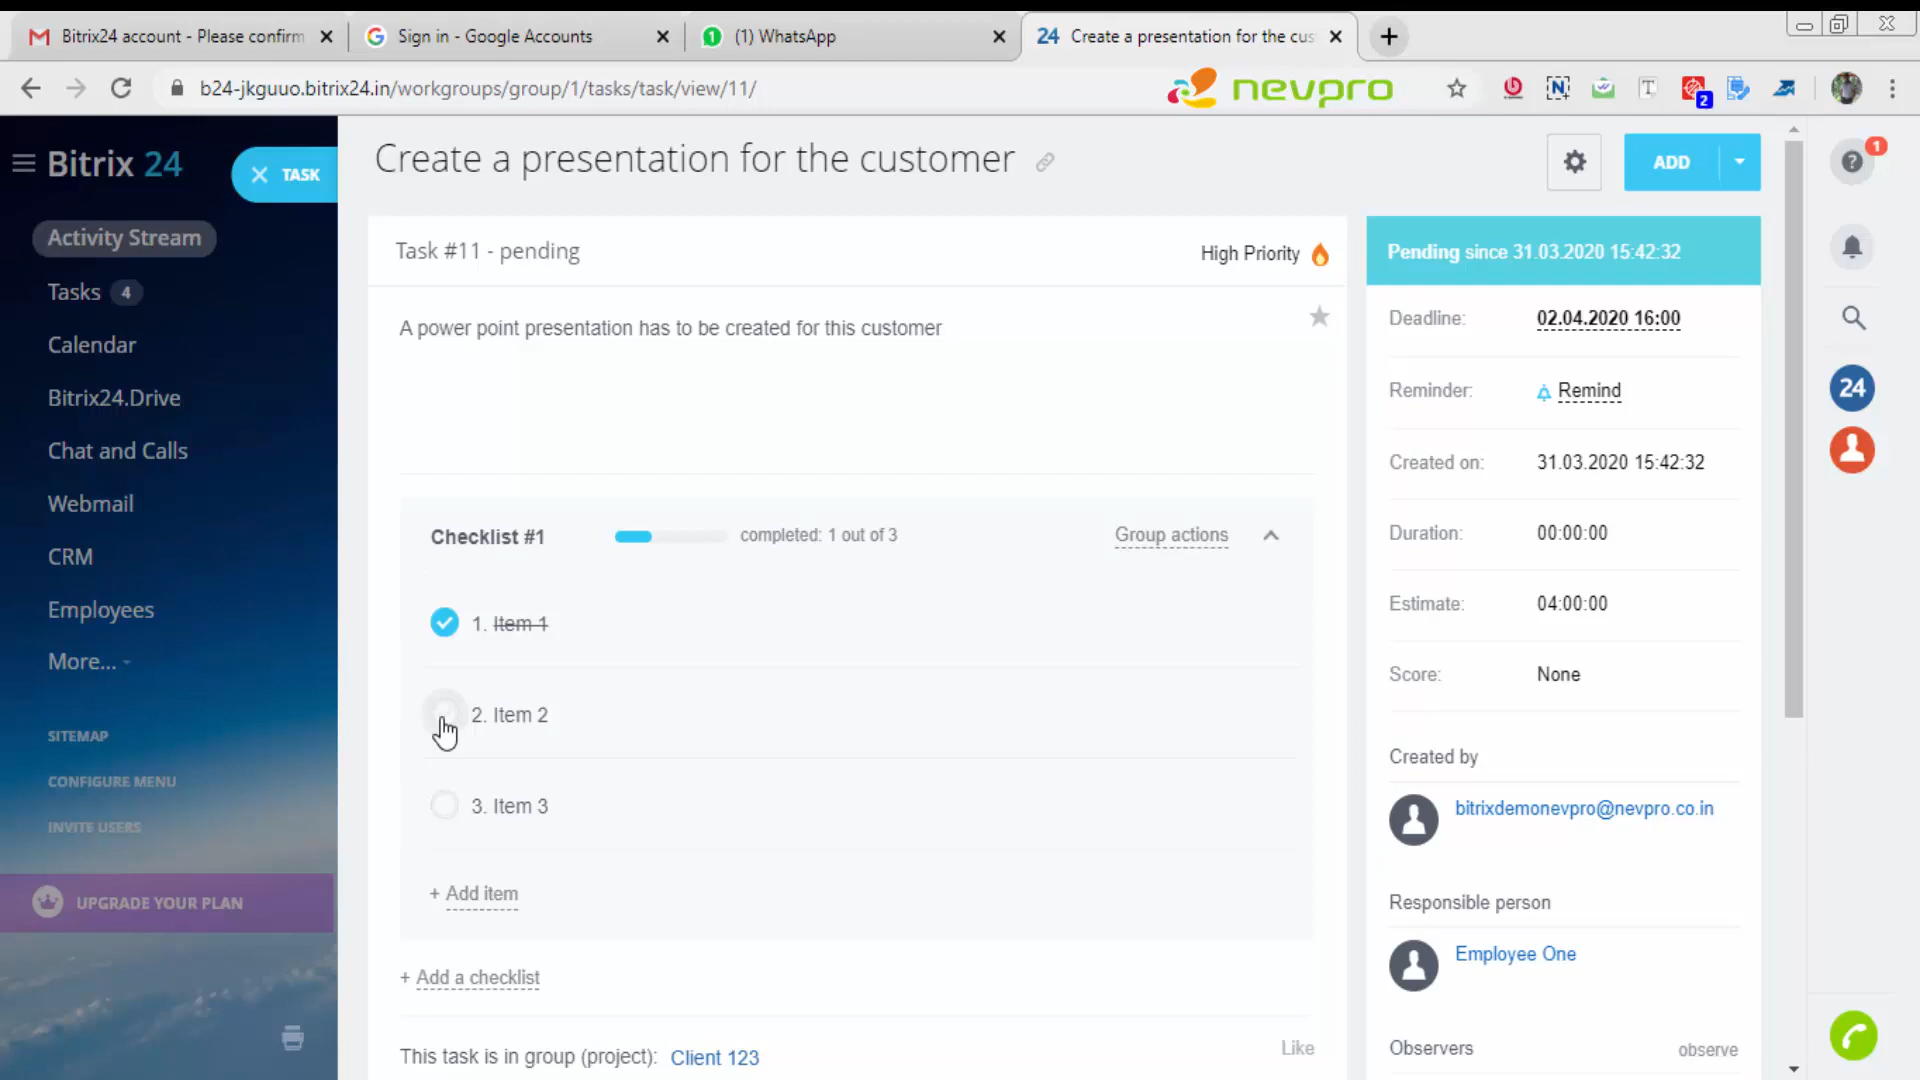 Bitrix24 account - Please confirm
Sign in - Google Accounts
(1) WhatsApp
24 Create a presentation for the cus
b24-jkguuo.bitrix24.in/workgroups/group/1/tasks/task/view/11/
nevpro
2
Bitrix 24
TASK
Create a presentation for the customer
ADD
1
Activity Stream
Tasks 4
Calendar
Bitrix24.Drive
Chat and Calls
Webmail
CRM
Employees
More...
SITEMAP
CONFIGURE MENU
INVITE USERS
UPGRADE YOUR PLAN
Task #11 - pending
High Priority
A power point presentation has to be created for this customer
Checklist #1
completed: 1 out of 3
Group actions
1. Item 1
2. Item 2
3. Item 3
+ Add item
+ Add a checklist
This task is in group (project): Client 123
Like
Pending since 31.03.2020 15:42:32
Deadline: 02.04.2020 16:00
Reminder: Remind
Created on: 31.03.2020 15:42:32
Duration: 00:00:00
Estimate: 04:00:00
Score: None
Created by
bitrixdemonevpro@nevpro.co.in
Responsible person
Employee One
Observers observe
24